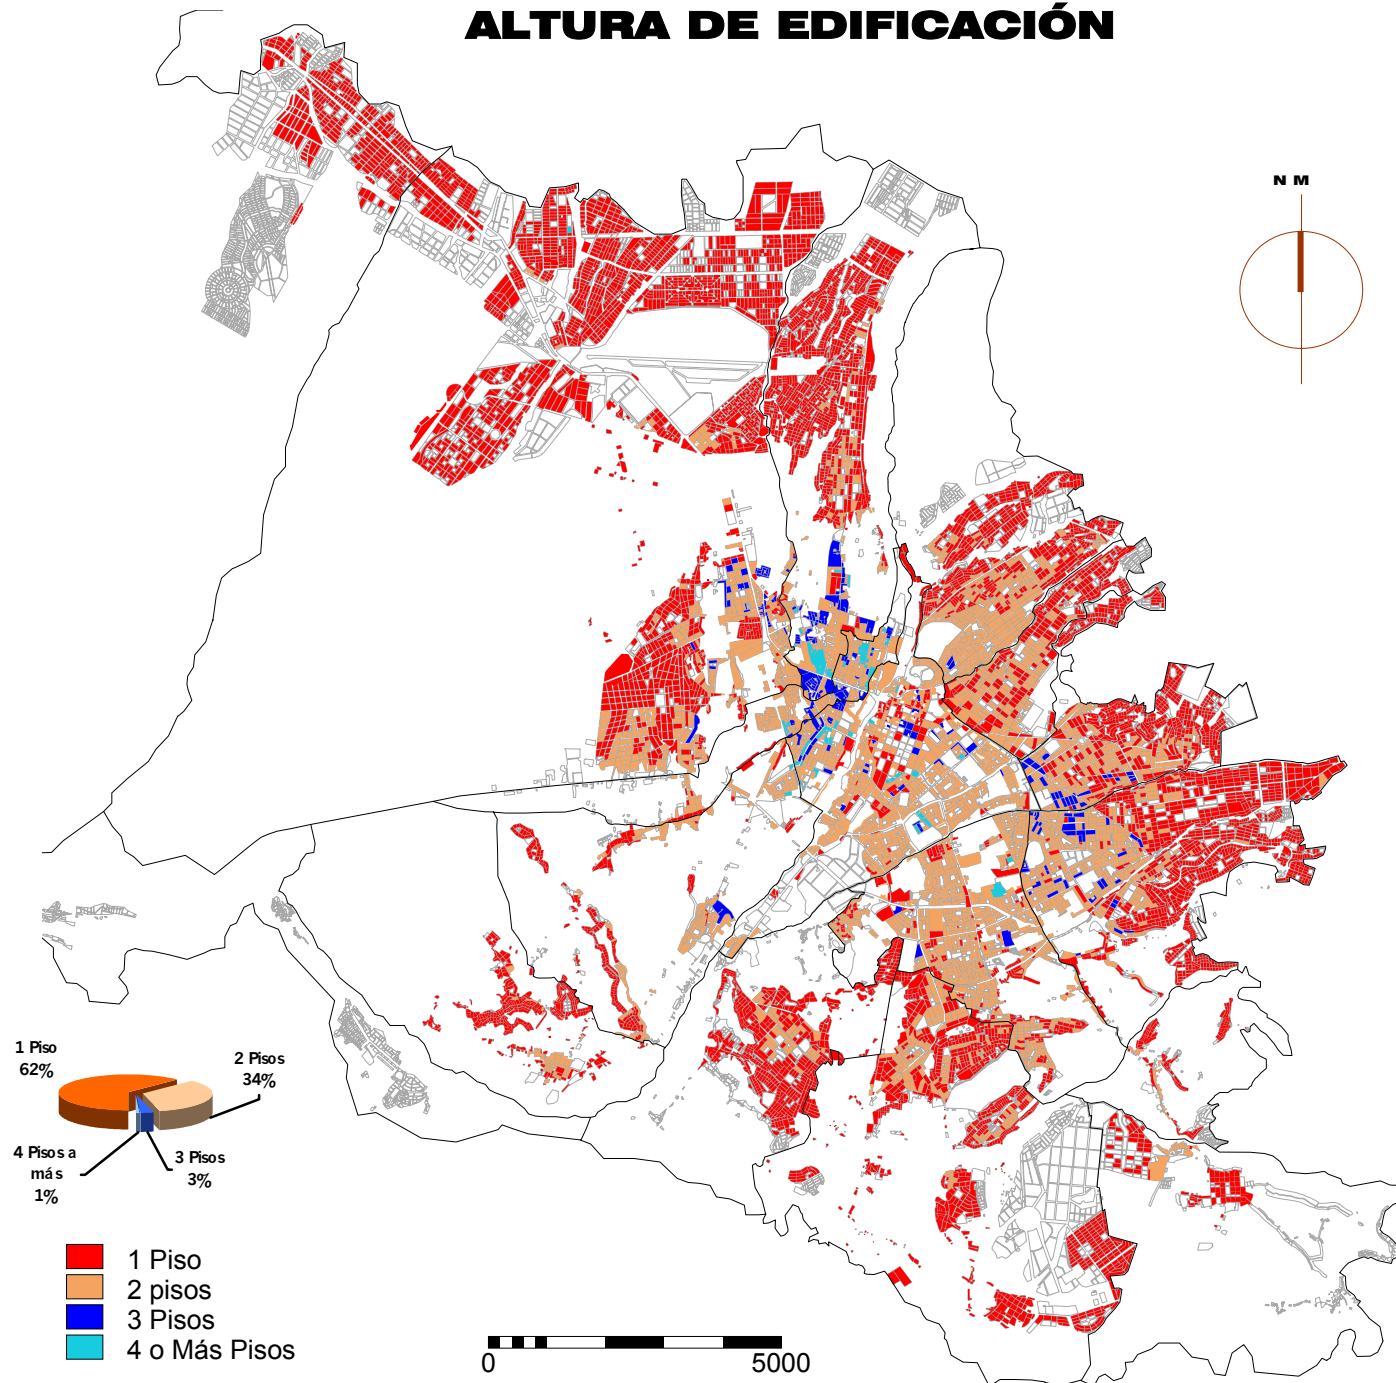 ALTURA DE EDIFICACIÓN
N M
1 Piso
62%
2 Pisos
34%
4 Pisos a
más
1%
3 Pisos
3%
1 Piso
2 pisos
3 Pisos
4 o Más Pisos
0
5000